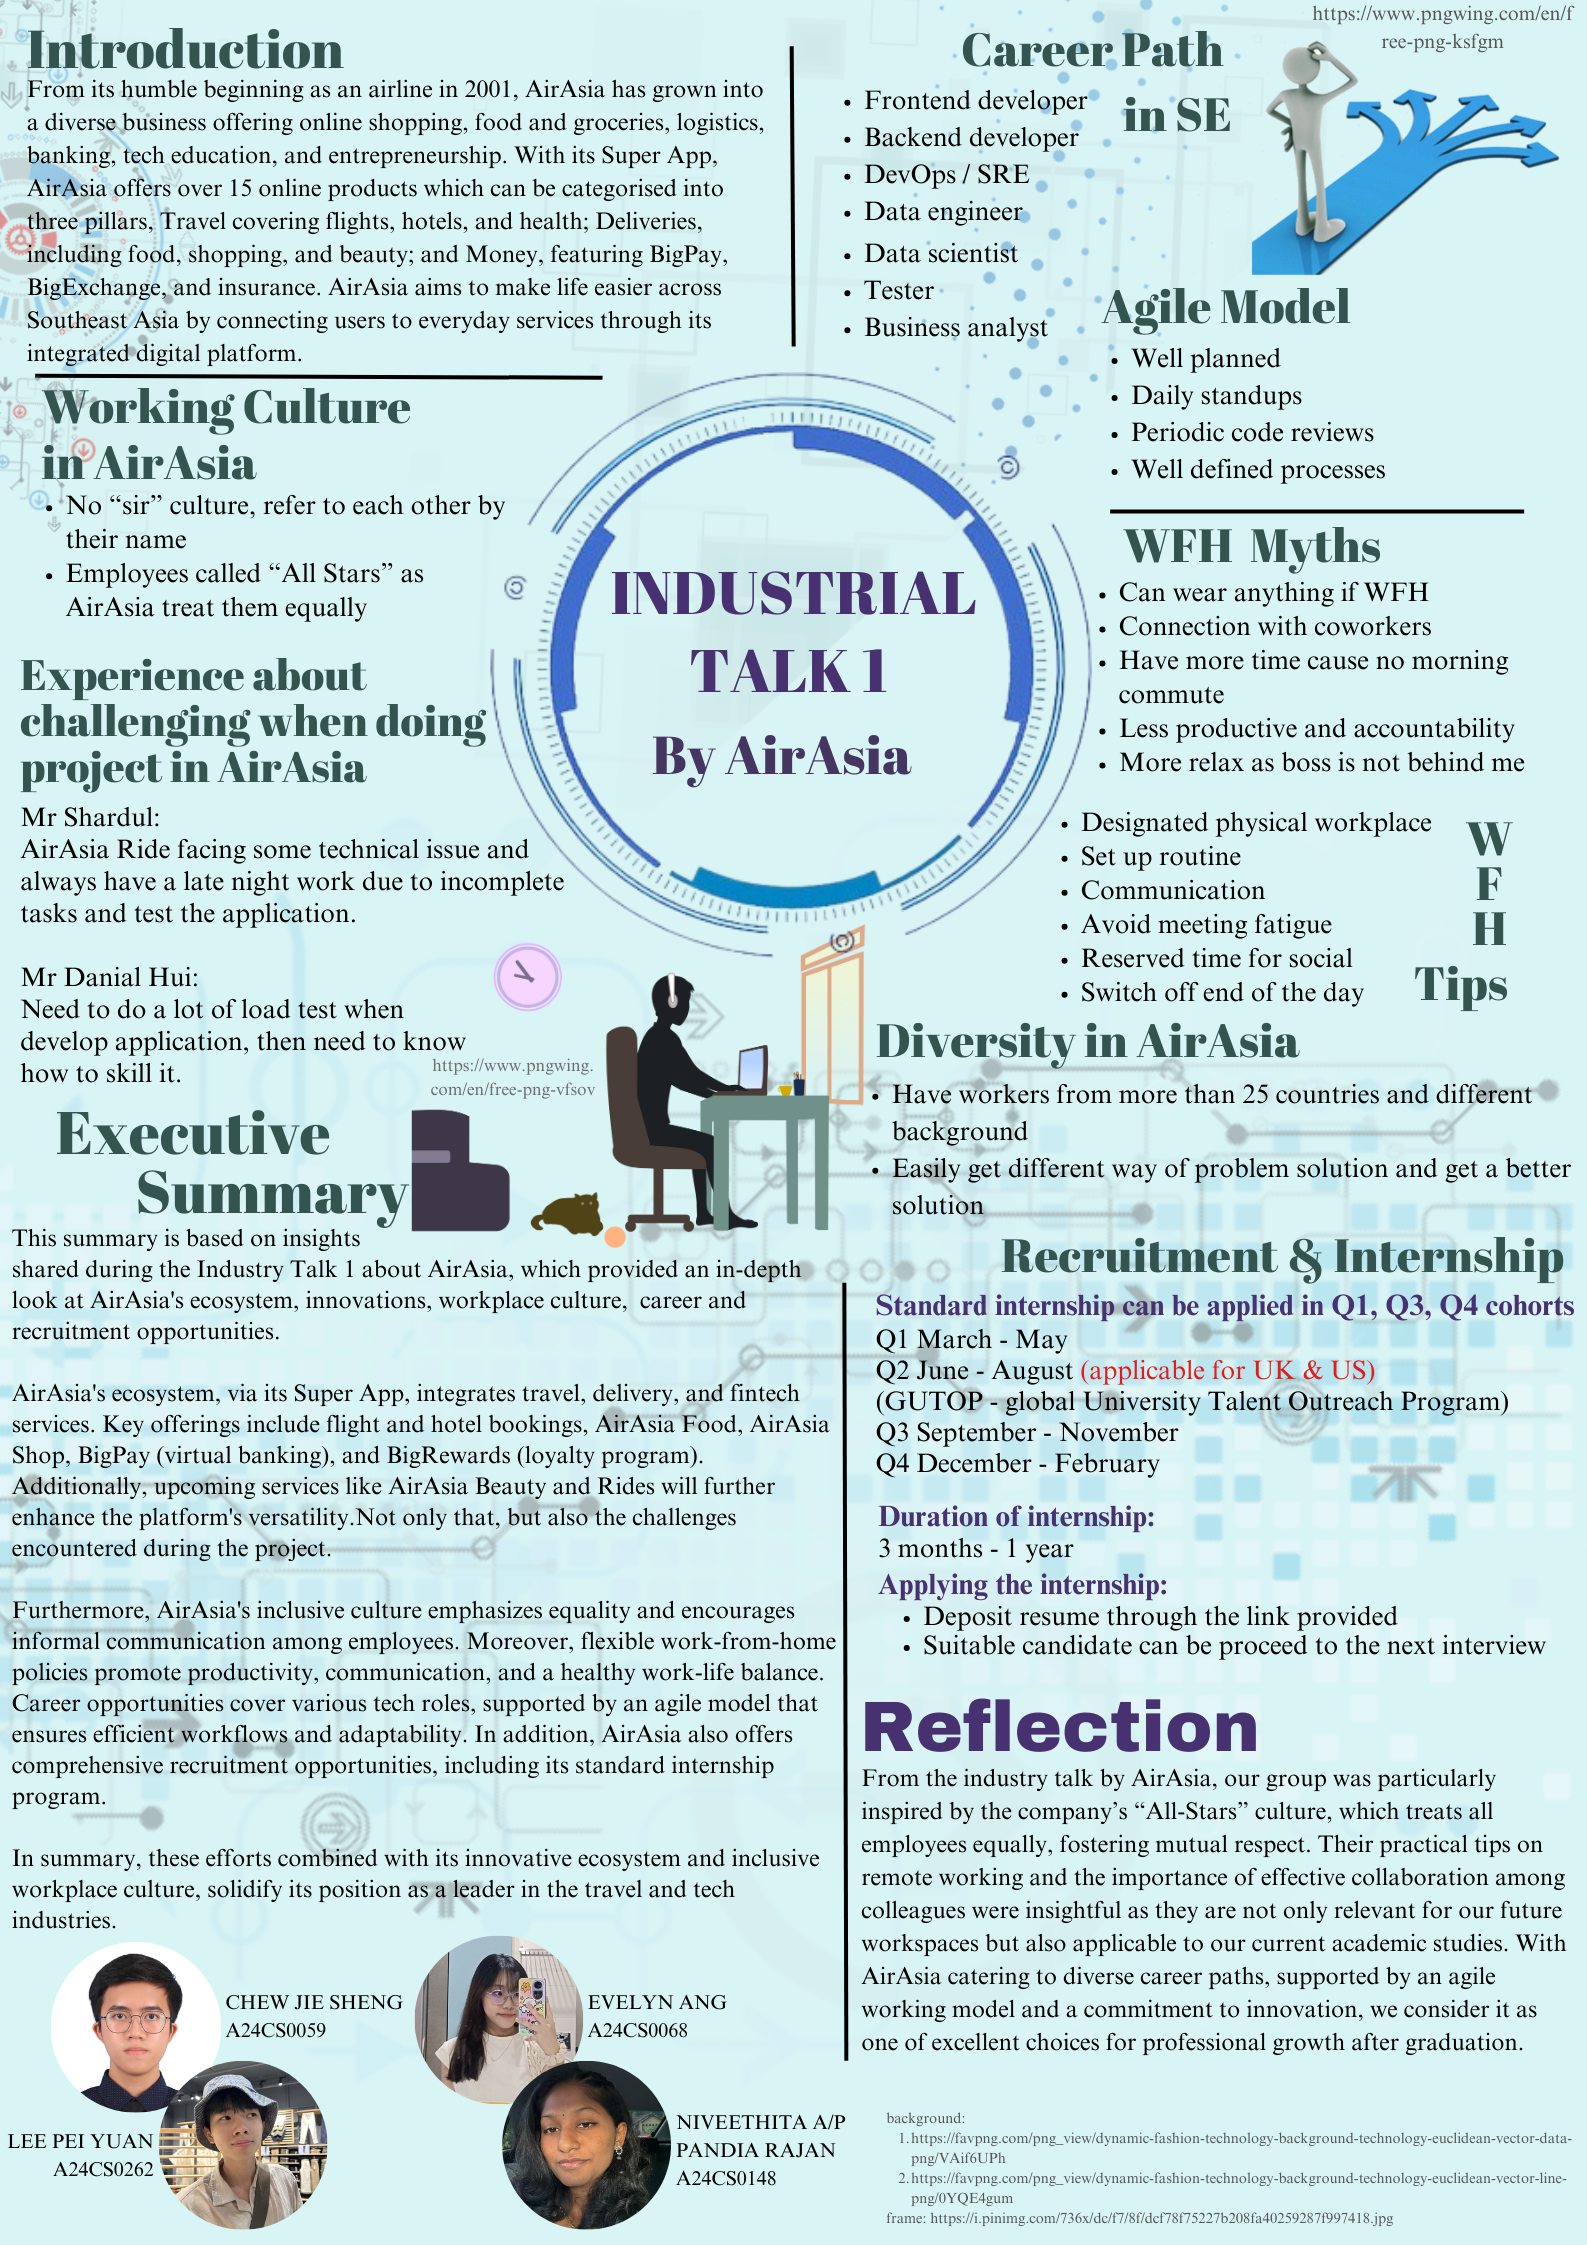 Introduction
From its humble beginning as an airline in 2001, AirAsia has grown into
a diverse business offering online shopping, food and groceries, logistics,
banking, tech education, and entrepreneurship. With its Super App,
AirAsia offers over 15 online products which can be categorised into
three pillars, Travel covering flights, hotels, and health; Deliveries,
including food, shopping, and beauty; and Money, featuring BigPay,
BigExchange, and insurance. AirAsia aims to make life easier across
Southeast Asia by connecting users to everyday services through its
integrated digital platform.
https://www.pngwing.com/en/f
ree-png-ksfgm
Career Path
in SE
• Frontend developer
• Backend developer
• DevOps / SRE
• Data engineer
• Data scientist
• Tester
• Business analyst
Agile Model
• Well planned
• Daily standups
• Periodic code reviews
• Well defined processes
Working Culture
in AirAsia
• No “sir” culture, refer to each other by
their name
• Employees called “All Stars” as
AirAsia treat them equally
INDUSTRIAL
TALK 1
By AirAsia
WFH Myths
• Can wear anything if WFH
• Connection with coworkers
• Have more time cause no morning
commute
• Less productive and accountability
• More relax as boss is not behind me
Experience about
challenging when doing
project in AirAsia
Mr Shardul:
AirAsia Ride facing some technical issue and
always have a late night work due to incomplete
tasks and test the application.
Mr Danial Hui:
Need to do a lot of load test when
develop application, then need to know
how to skill it.
https://www.pngwing.
com/en/free-png-vfsov
W
F
H
Tips
• Designated physical workplace
• Set up routine
• Communication
• Avoid meeting fatigue
• Reserved time for social
• Switch off end of the day
Diversity in AirAsia
• Have workers from more than 25 countries and different
background
• Easily get different way of problem solution and get a better
solution
Executive
Summary
This summary is based on insights
shared during the Industry Talk 1 about AirAsia, which provided an in-depth
look at AirAsia's ecosystem, innovations, workplace culture, career and
recruitment opportunities.
AirAsia's ecosystem, via its Super App, integrates travel, delivery, and fintech
services. Key offerings include flight and hotel bookings, AirAsia Food, AirAsia
Shop, BigPay (virtual banking), and BigRewards (loyalty program).
Additionally, upcoming services like AirAsia Beauty and Rides will further
enhance the platform's versatility.Not only that, but also the challenges
encountered during the project.
Furthermore, AirAsia's inclusive culture emphasizes equality and encourages
informal communication among employees. Moreover, flexible work-from-home
policies promote productivity, communication, and a healthy work-life balance.
Career opportunities cover various tech roles, supported by an agile model that
ensures efficient workflows and adaptability. In addition, AirAsia also offers
comprehensive recruitment opportunities, including its standard internship
program.
In summary, these efforts combined with its innovative ecosystem and inclusive
workplace culture, solidify its position as a leader in the travel and tech
industries.
Recruitment & Internship
Standard internship can be applied in Q1, Q3, Q4 cohorts
Q1 March - May
Q2 June - August (applicable for UK & US)
(GUTOP - global University Talent Outreach Program)
Q3 September - November
Q4 December - February
Duration of internship:
3 months - 1 year
Applying the internship:
• Deposit resume through the link provided
• Suitable candidate can be proceed to the next interview
Reflection
From the industry talk by AirAsia, our group was particularly
inspired by the company’s “All-Stars” culture, which treats all
employees equally, fostering mutual respect. Their practical tips on
remote working and the importance of effective collaboration among
colleagues were insightful as they are not only relevant for our future
workspaces but also applicable to our current academic studies. With
AirAsia catering to diverse career paths, supported by an agile
working model and a commitment to innovation, we consider it as
one of excellent choices for professional growth after graduation.
CHEW JIE SHENG
A24CS0059
EVELYN ANG
A24CS0068
LEE PEI YUAN
A24CS0262
NIVEETHITA A/P
PANDIA RAJAN
A24CS0148
background:
1. https://favpng.com/png_view/dynamic-fashion-technology-background-technology-euclidean-vector-data-
png/VAif6UPh
2. https://favpng.com/png_view/dynamic-fashion-technology-background-technology-euclidean-vector-line-
png/0YQE4gum
frame: https://i.pinimg.com/736x/dc/f7/8f/dcf78f75227b208fa40259287f997418.jpg